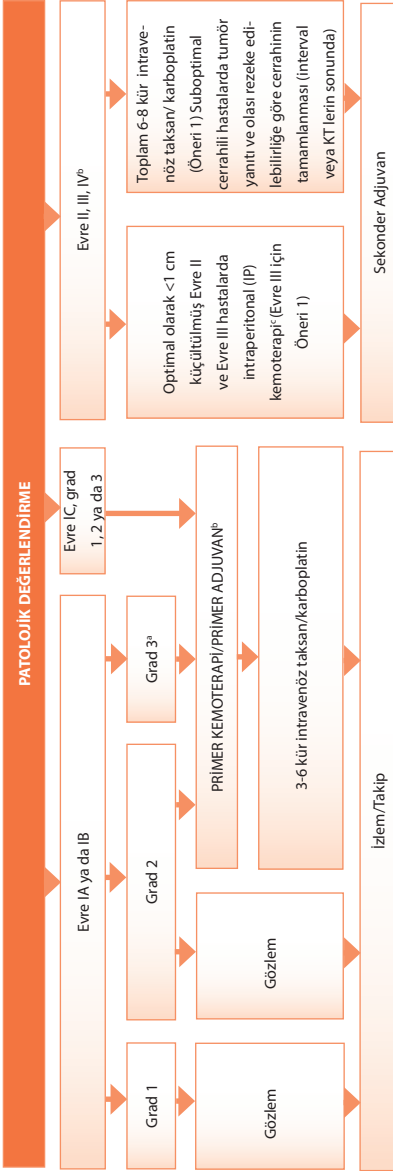 PATOLOJİK DEĞERLENDİRME
Evre IA ya da IB
Evre IC, grad
1, 2 ya da 3
Evre II, III, IVᵇ
Grad 1
Grad 2
Grad 3ᵃ
Gözlem
Gözlem
PRİMER KEMOTERAPİ/PRİMER ADJUVANᵇ
3-6 kür intravenöz taksan/karboplatin
Optimal olarak <1 cm
küçültülmüş Evre II
ve Evre III hastalarda
intraperitonal (IP)
kemoterapiᶜ (Evre III için
Öneri 1)
Toplam 6-8 kür intrave-
nöz taksan/ karboplatin
(Öneri 1) Suboptimal
cerrahili hastalarda tumör
yanıtı ve olası rezeke edi-
lebilirliğe göre cerrahinin
tamamlanması (interval
veya KT lerin sonunda)
İzlem/Takip
Sekonder Adjuvan